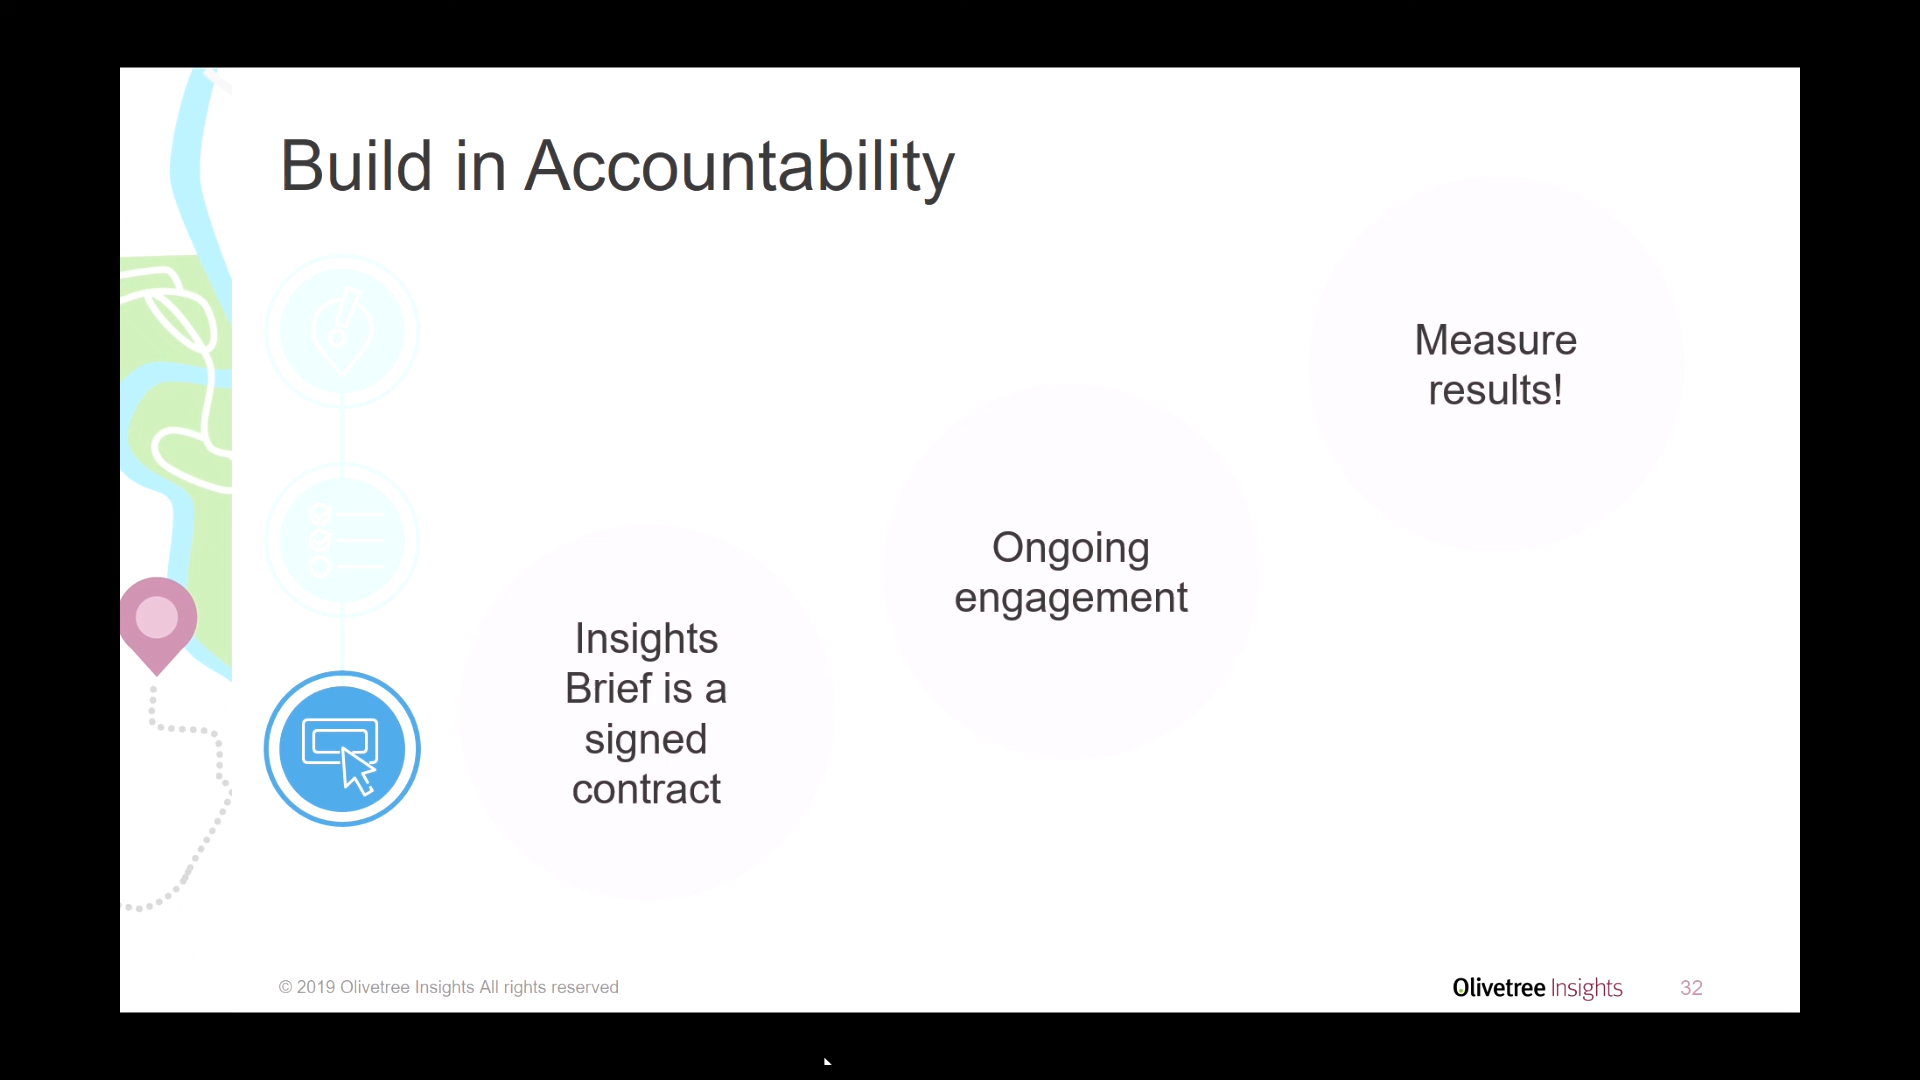 Build in Accountability
Insights
Brief is a
signed
contract
Ongoing
engagement
Measure
results!
© 2019 Olivetree Insights All rights reserved
Olivetree Insights
32